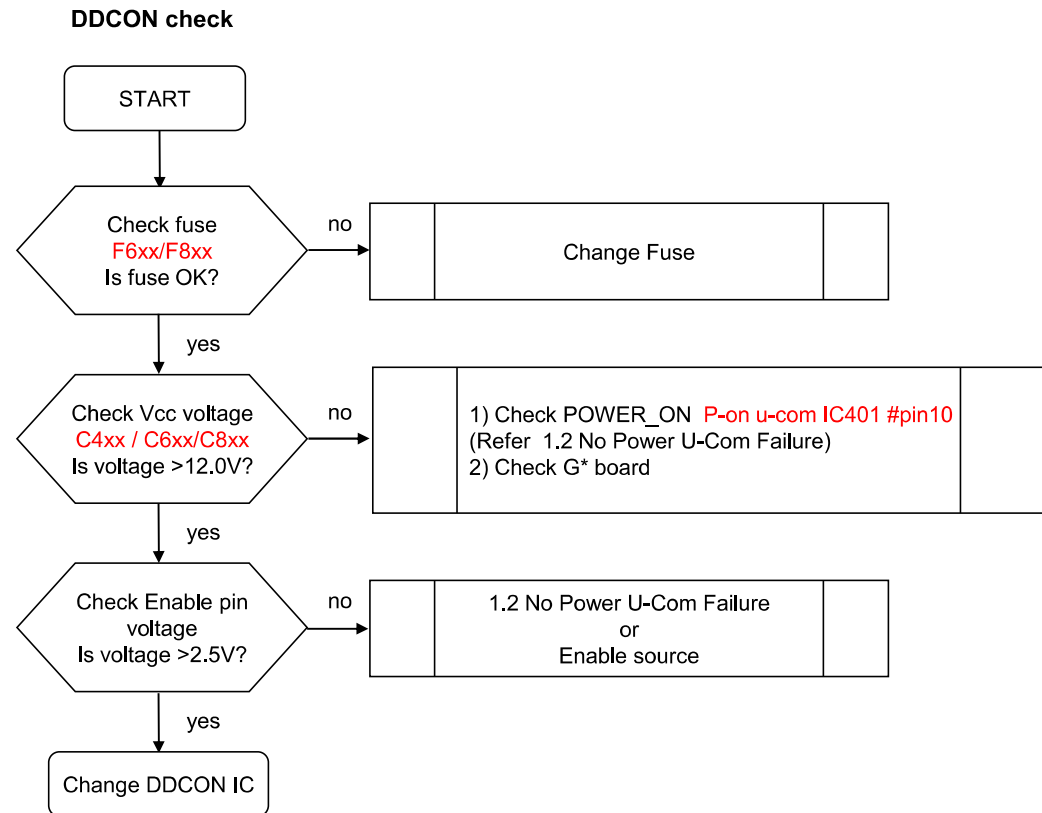 DDCON check
START
Check fuse
F6xx/F8xx
Is fuse OK?
no
Change Fuse
yes
Check Vcc voltage
C4xx / C6xx/C8xx
Is voltage >12.0V?
no
1) Check POWER_ON P-on u-com IC401 #pin10
(Refer 1.2 No Power U-Com Failure)
2) Check G* board
yes
Check Enable pin
voltage
Is voltage >2.5V?
no
1.2 No Power U-Com Failure
or
Enable source
yes
Change DDCON IC